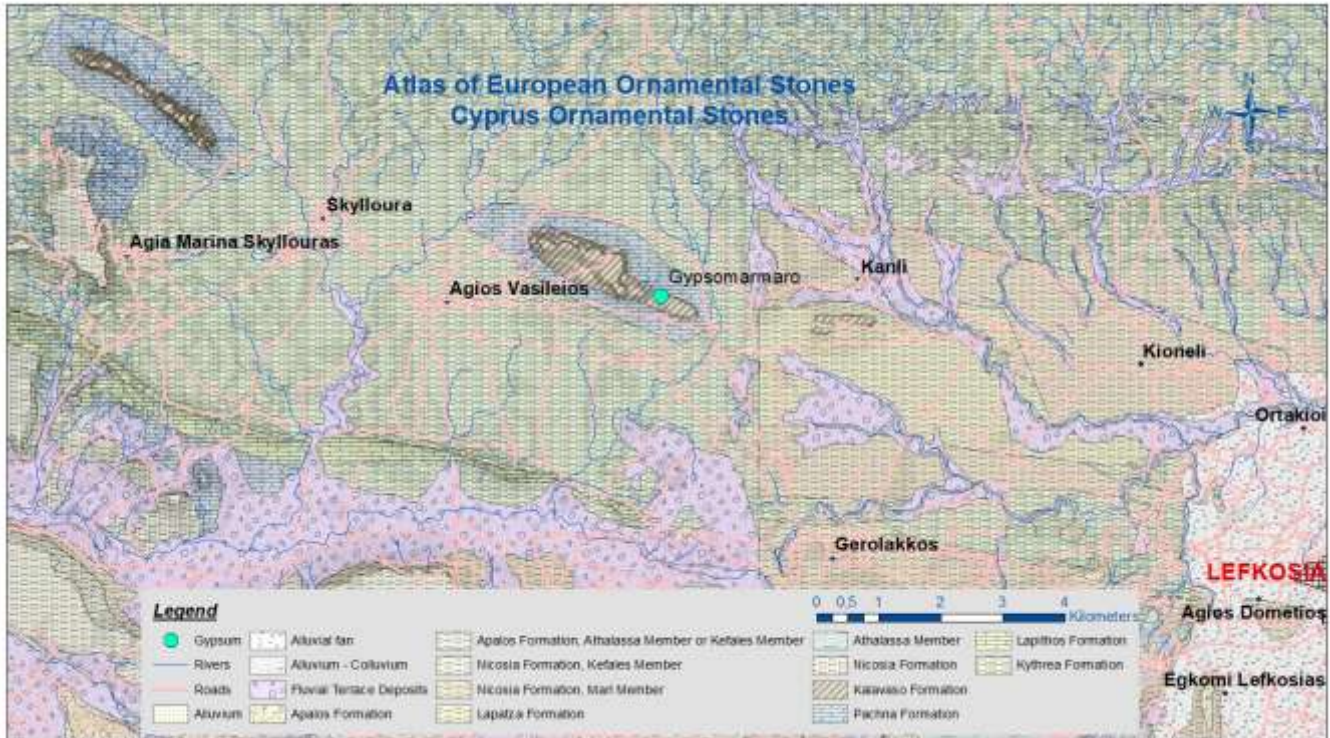 Atlas of European Ornamental Stones
Cyprus Ornamental Stones
N
W E
Skylloura
Agia Marina Skyllouras
Gypsomarmaro
Kanli
Agios Vasileios
Kioneli
Ortakioi
Gerolakkos
LEFKOSIA
Agios Dometios
Egkomi Lefkosias
Legend
Gypsum
Rivers
Roads
Alluvium
Alluvial fan
Alluvium - Colluvium
Fluvial Terrace Deposits
Apalos Formation
Apalos Formation, Athalassa Member or Kefales Member
Nicosia Formation, Kefales Member
Nicosia Formation, Marl Member
Lapatza Formation
0 0,5 1 2 3 4
Kilometers
Athalassa Member
Nicosia Formation
Kalavaso Formation
Pachna Formation
Lapithos Formation
Kythrea Formation